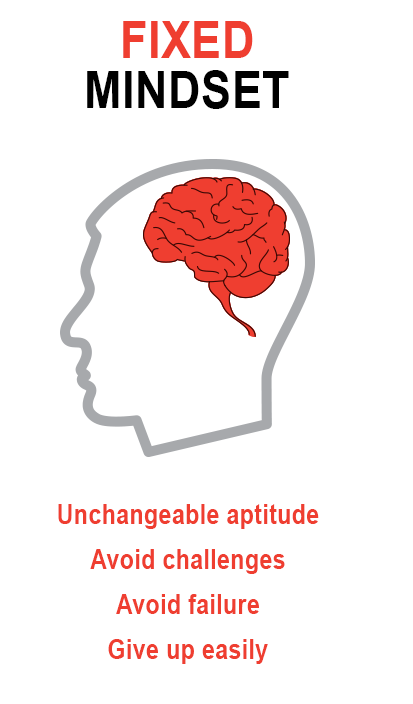 FIXED
MINDSET
Unchangeable aptitude
Avoid challenges
Avoid failure
Give up easily